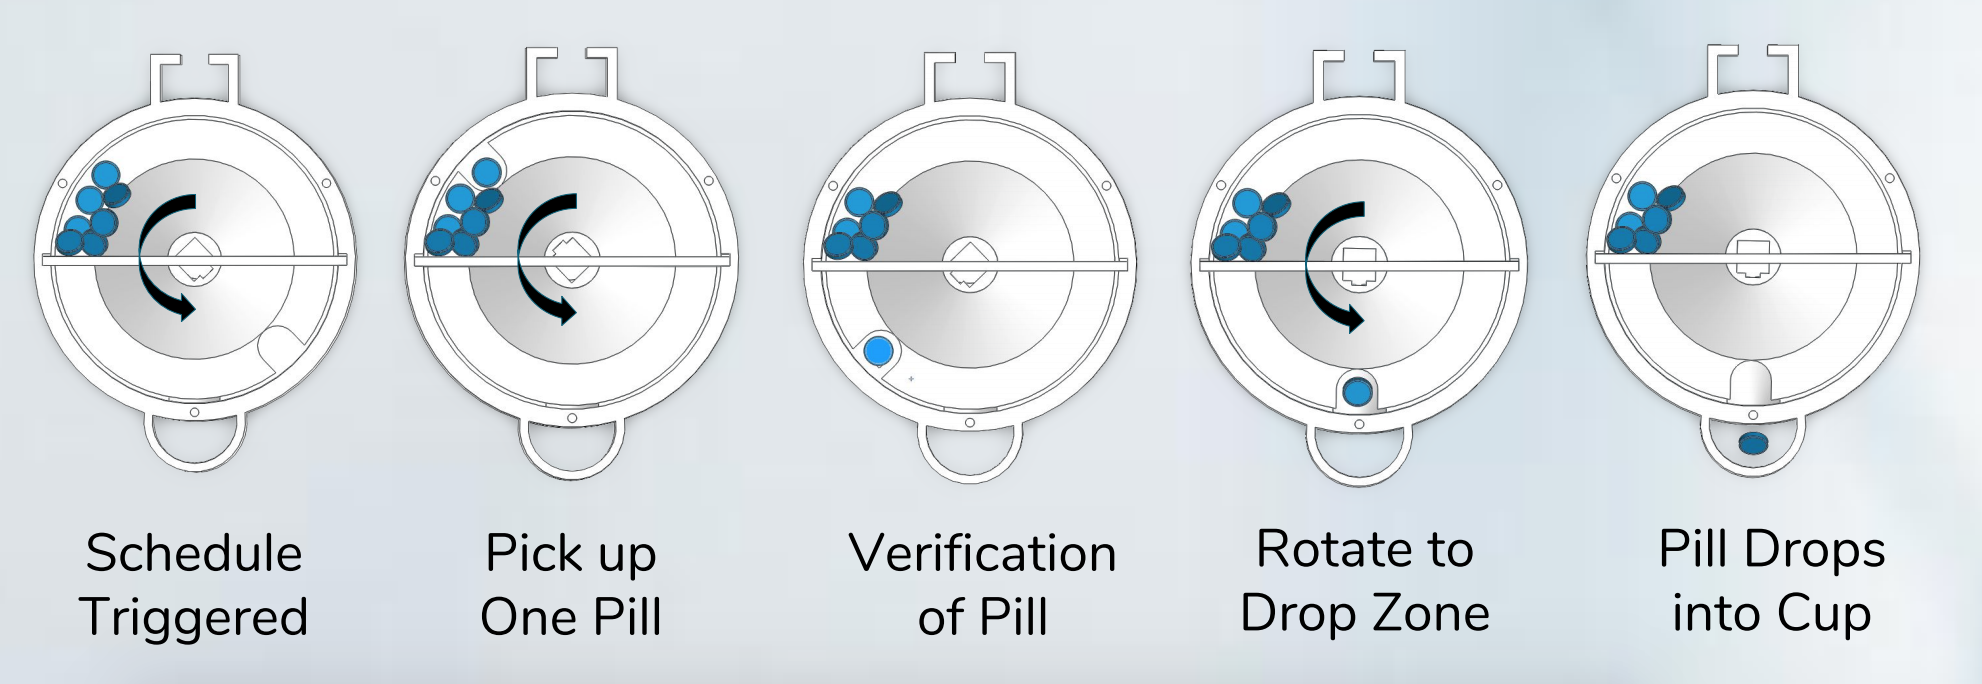 Schedule
Triggered
Pick up
One Pill
Verification
of Pill
Rotate to
Drop Zone
Pill Drops
into Cup